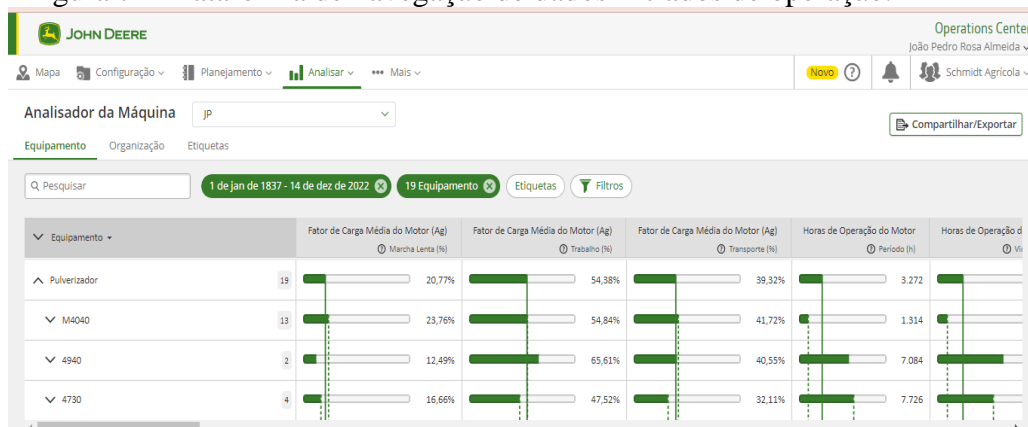 JOHN DEERE
Operations Center
João Pedro Rosa Almeida
Mapa Configuração Planejamento Analisar Mais Novo Schmidt Agrícola
Analisador da Máquina JP
Compartilhar/Exportar
Equipamento Organização Etiquetas
Pesquisar 1 de jan de 1837 - 14 de dez de 2022 19 Equipamento Etiquetas Filtros
Equipamento
Fator de Carga Média do Motor (Ag) Fator de Carga Média do Motor (Ag) Fator de Carga Média do Motor (Ag) Horas de Operação do Motor Horas de Operação d
Marcha Lenta (%) Trabalho (%) Transporte (%) Período (h) Vi
Pulverizador 19 20,77% 54,38% 39,32% 3.272
M4040 13 23,76% 54,84% 41,72% 1.314
4940 2 12,49% 65,61% 40,55% 7.084
4730 4 16,66% 47,52% 32,11% 7.726